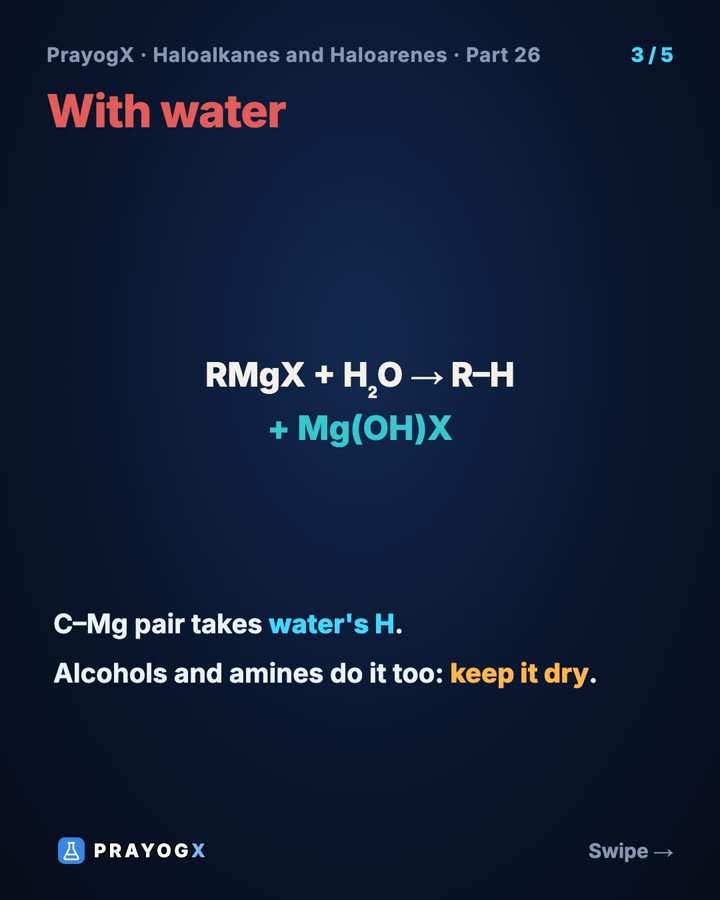 PrayogX · Haloalkanes and Haloarenes · Part 26
3 / 5
With water
RMgX + H₂O → R–H
+ Mg(OH)X
C–Mg pair takes water's H.
Alcohols and amines do it too: keep it dry.
PRAYOGX
Swipe →